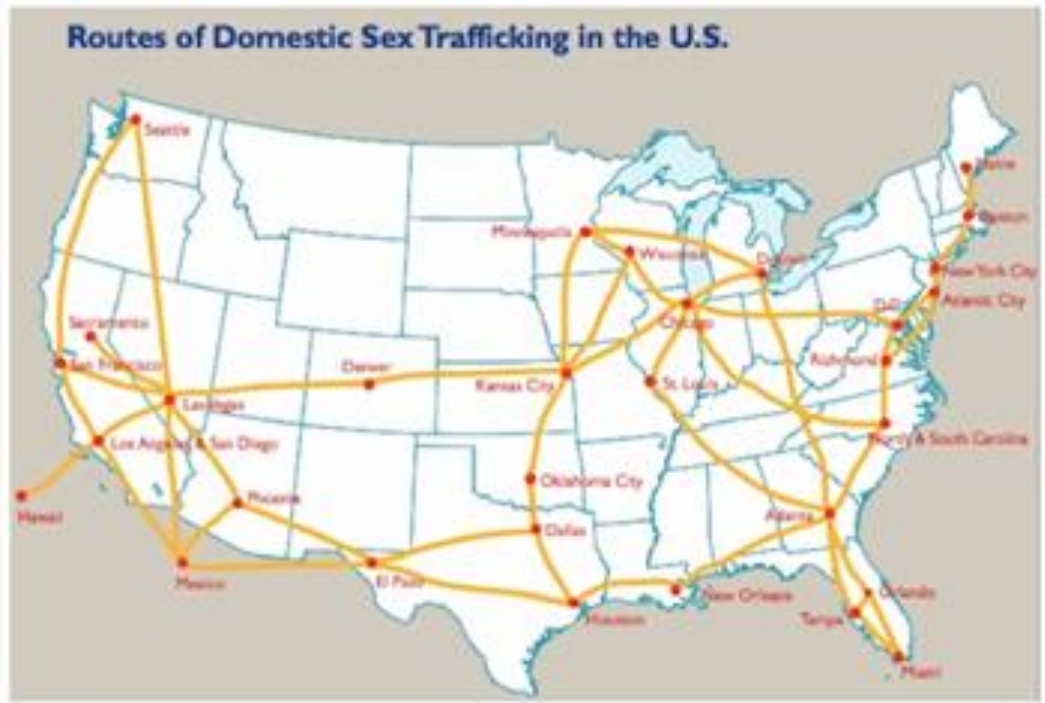 Routes of Domestic Sex Trafficking in the U.S.
Seattle
Maine
Boston
Minneapolis
Wisconsin
Detroit
New York City
Atlantic City
D.C.
Sacramento
Chicago
San Francisco
Denver
Kansas City
St. Louis
Richmond
Las Vegas
Los Angeles & San Diego
North & South Carolina
Oklahoma City
Phoenix
Hawaii
Atlanta
Dallas
Mexico
El Paso
New Orleans
Orlando
Houston
Tampa
Miami